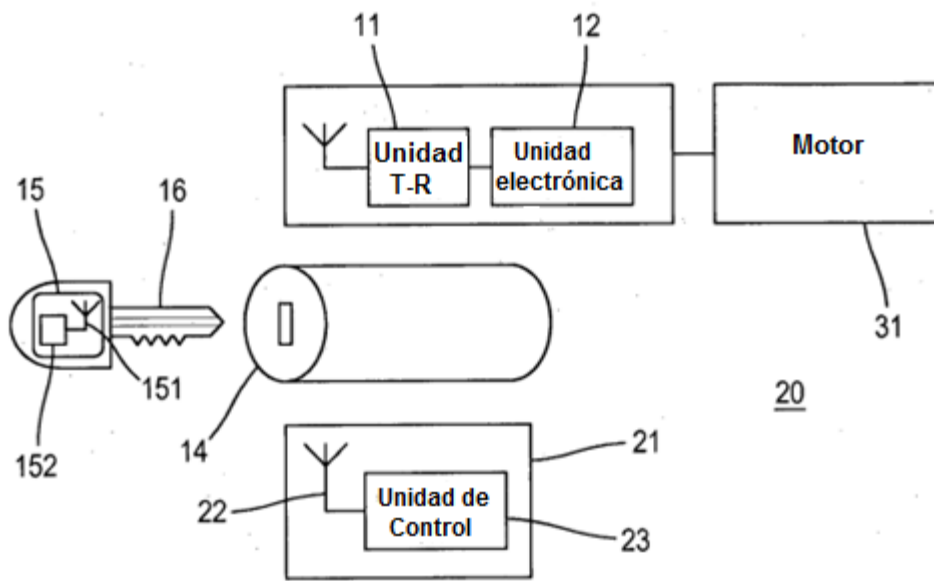 11
12
Unidad
T-R
Unidad
electrónica
Motor
15
16
31
151
152
14
20
21
22
Unidad de
Control
23